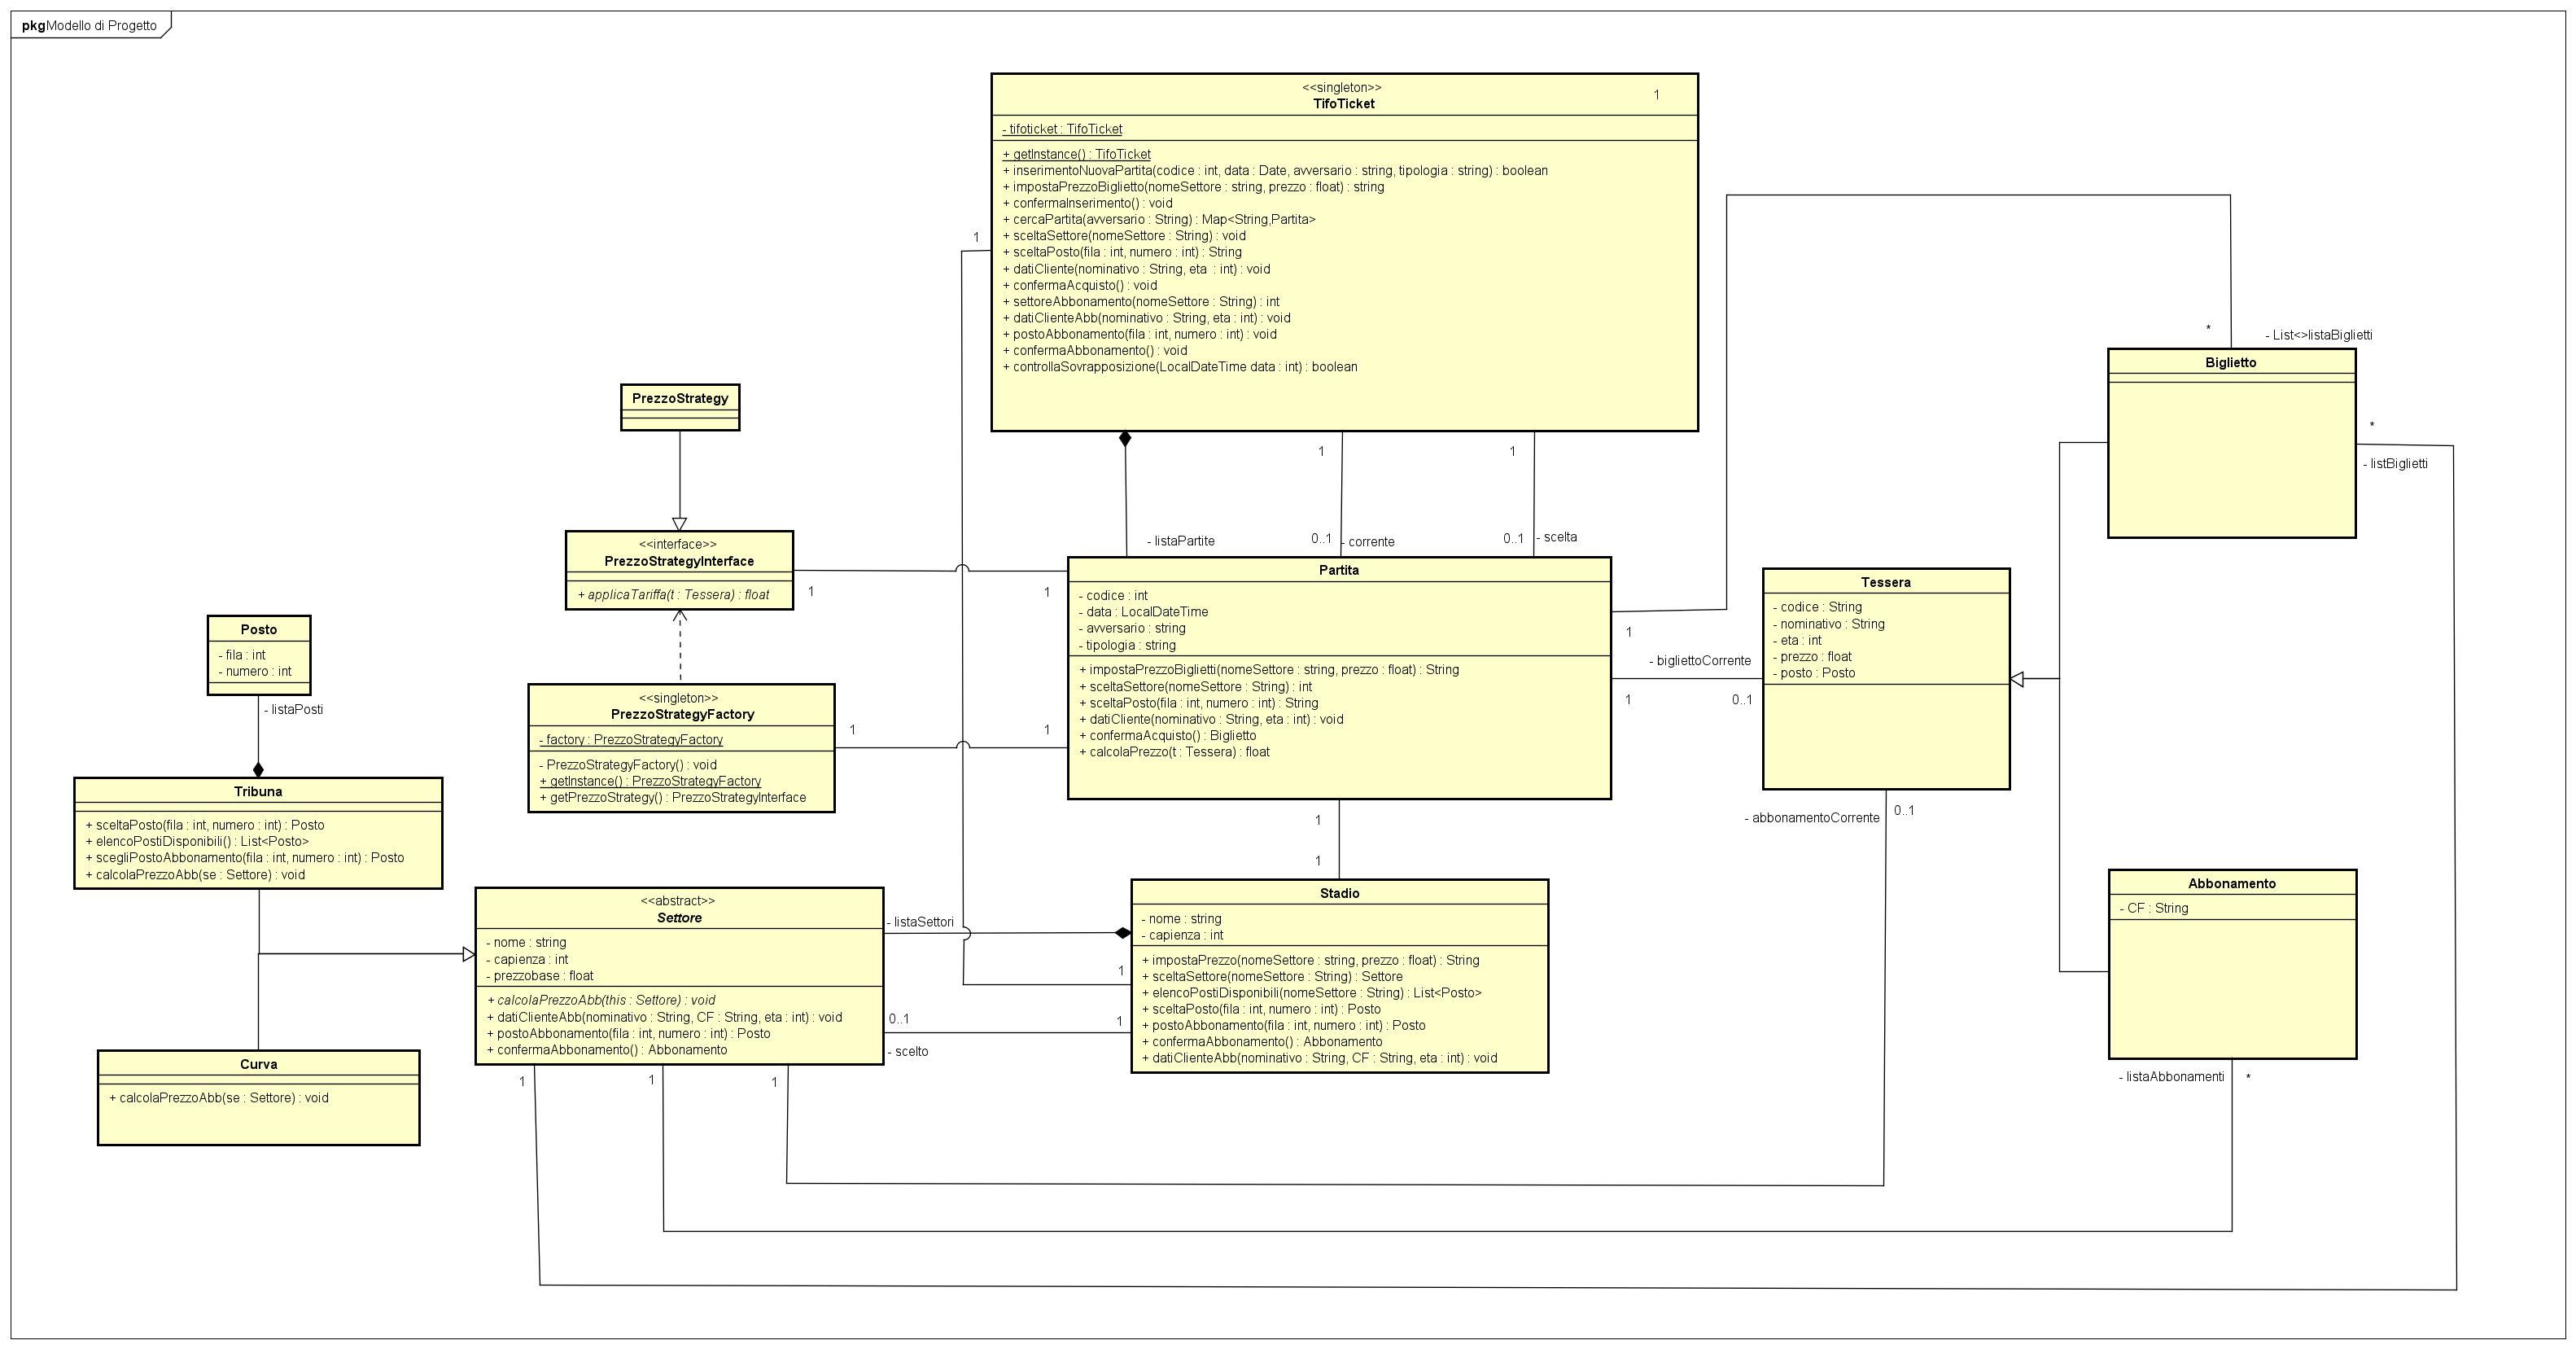 pkg Modello di Progetto
<<singleton>>
TifoTicket
1
- tifoticket : TifoTicket
+ getInstance() : TifoTicket
+ inserimentoNuovaPartita(codice : int, data : Date, avversario : string, tipologia : string) : boolean
+ impostaPrezzoBiglietto(nomeSettore : string, prezzo : float) : string
+ confermaInserimento() : void
+ cercaPartita(avversario : String) : Map<String,Partita>
+ sceltaSettore(nomeSettore : String) : void
+ sceltaPosto(fila : int, numero : int) : String
+ datiCliente(nominativo : String, eta  : int) : void
+ confermaAcquisto() : void
+ settoreAbbonamento(nomeSettore : String) : int
+ datiClienteAbb(nominativo : String, eta : int) : void
+ postoAbbonamento(fila : int, numero : int) : void
+ confermaAbbonamento() : void
+ controllaSovrapposizione(LocalDateTime data : int) : boolean
1
1
1
- listaPartite
0..1
- corrente
0..1
- scelta
PrezzoStrategy
<<interface>>
PrezzoStrategyInterface
+ applicaTariffa(t : Tessera) : float
1
1
<<singleton>>
PrezzoStrategyFactory
- factory : PrezzoStrategyFactory
- PrezzoStrategyFactory() : void
+ getInstance() : PrezzoStrategyFactory
+ getPrezzoStrategy() : PrezzoStrategyInterface
1
1
Partita
- codice : int
- data : LocalDateTime
- avversario : string
- tipologia : string
+ impostaPrezzoBiglietti(nomeSettore : string, prezzo : float) : String
+ sceltaSettore(nomeSettore : String) : int
+ sceltaPosto(fila : int, numero : int) : String
+ datiCliente(nominativo : String, eta : int) : void
+ confermaAcquisto() : Biglietto
+ calcolaPrezzo(t : Tessera) : float
1
- bigliettoCorrente
1
0..1
Tessera
- codice : String
- nominativo : String
- eta : int
- prezzo : float
- posto : Posto
- abbonamentoCorrente
0..1
*
- List<>listaBiglietti
Biglietto
*
- listBiglietti
Abbonamento
- CF : String
- listaAbbonamenti
*
Posto
- fila : int
- numero : int
- listaPosti
Tribuna
+ sceltaPosto(fila : int, numero : int) : Posto
+ elencoPostiDisponibili() : List<Posto>
+ scegliPostoAbbonamento(fila : int, numero : int) : Posto
+ calcolaPrezzoAbb(se : Settore) : void
Curva
+ calcolaPrezzoAbb(se : Settore) : void
<<abstract>>
Settore
- nome : string
- capienza : int
- prezzobase : float
+ calcolaPrezzoAbb(this : Settore) : void
+ datiClienteAbb(nominativo : String, CF : String, eta : int) : void
+ postoAbbonamento(fila : int, numero : int) : Posto
+ confermaAbbonamento() : Abbonamento
1
1
1
- listaSettori
1
0..1
1
- scelto
1
1
Stadio
- nome : string
- capienza : int
+ impostaPrezzo(nomeSettore : string, prezzo : float) : String
+ sceltaSettore(nomeSettore : String) : Settore
+ elencoPostiDisponibili(nomeSettore : String) : List<Posto>
+ sceltaPosto(fila : int, numero : int) : Posto
+ postoAbbonamento(fila : int, numero : int) : Posto
+ confermaAbbonamento() : Abbonamento
+ datiClienteAbb(nominativo : String, CF : String, eta : int) : void